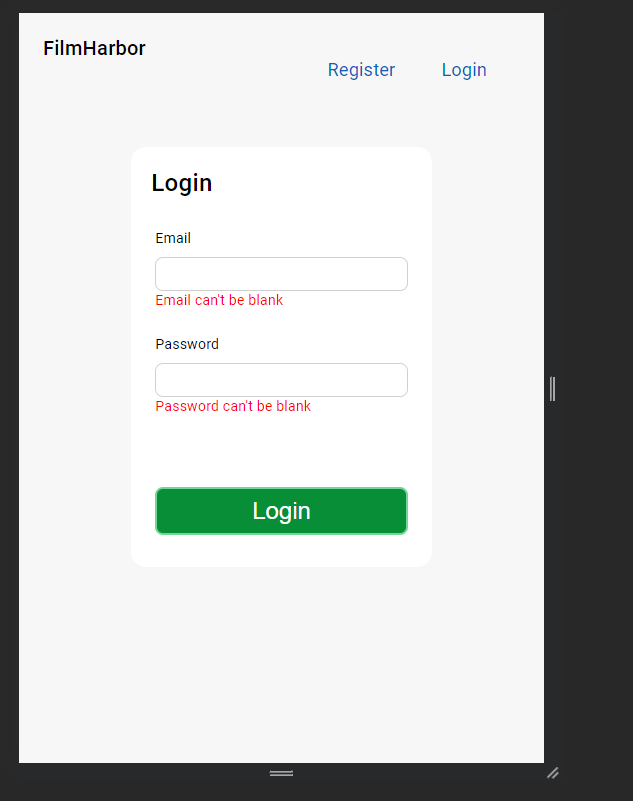 FilmHarbor
Register Login
Login
Email
Email can't be blank
Password
Password can't be blank
Login